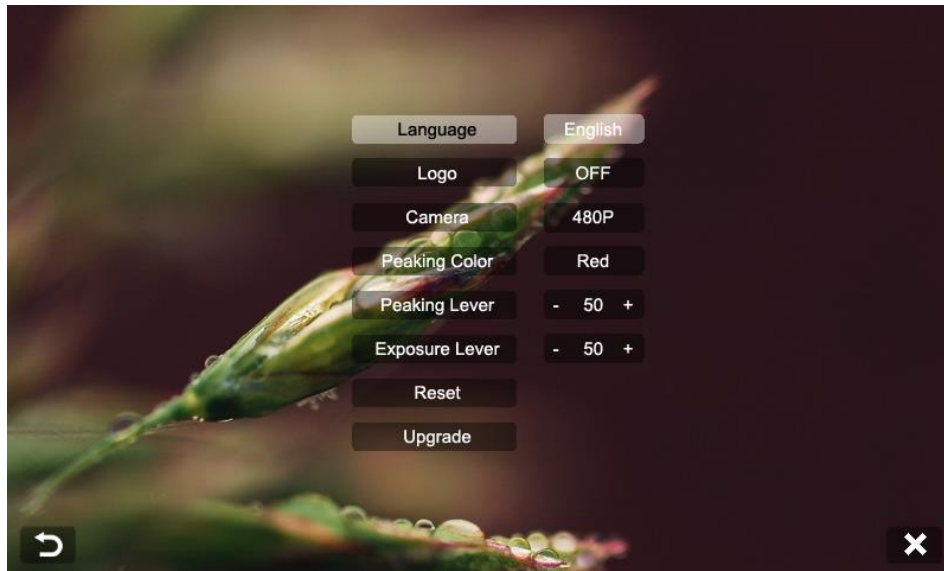 Language English
Logo OFF
Camera 480P
Peaking Color Red
Peaking Lever - 50 +
Exposure Lever - 50 +
Reset
Upgrade